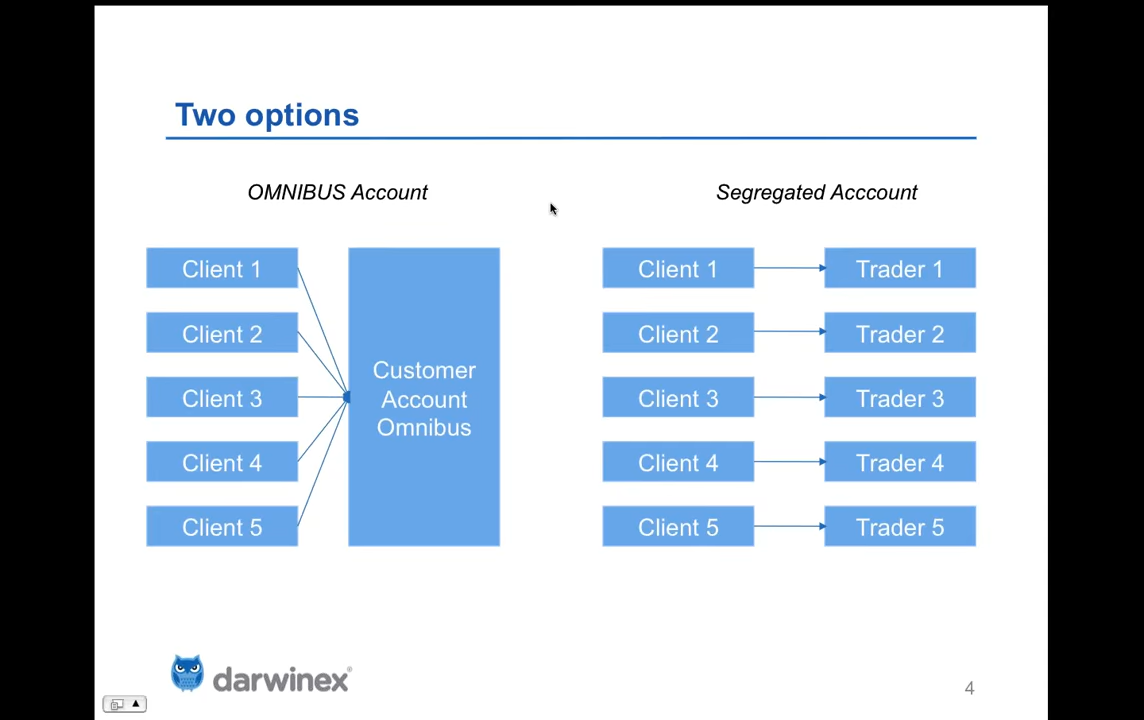 Two options
OMNIBUS Account
Segregated Acccount
Client 1
Client 2
Client 3
Client 4
Client 5
Customer
Account
Omnibus
Client 1
Trader 1
Client 2
Trader 2
Client 3
Trader 3
Client 4
Trader 4
Client 5
Trader 5
darwinex®
4